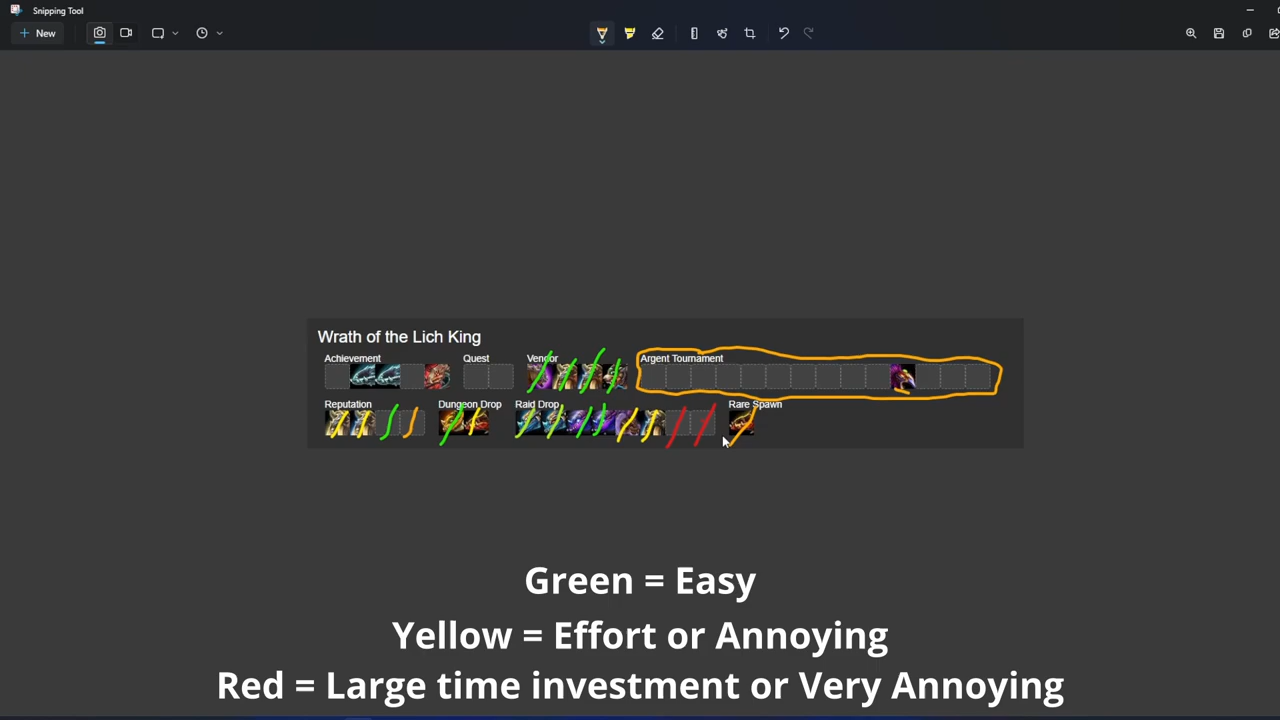 Snipping Tool
New
Wrath of the Lich King
Achievement Quest Vendor Argent Tournament
Reputation Dungeon Drop Raid Drop Rare Spawn
Green = Easy
Yellow = Effort or Annoying
Red = Large time investment or Very Annoying